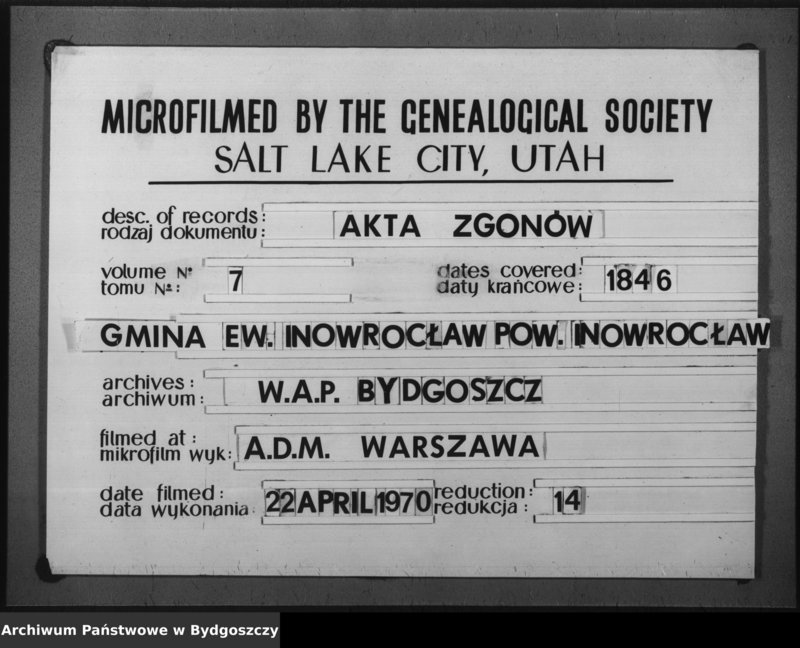 MICROFILMED BY THE GENEALOGICAL SOCIETY
SALT LAKE CITY, UTAH
desc. of records: AKTA ZGONÓW
rodzaj dokumentu:
volume Nº 7 dates covered: 1846
tomu Nº: daty krańcowe:
GMINA EW. INOWROCŁAW POW. INOWROCŁAW
archives: W.A.P. BYDGOSZCZ
archiwum:
filmed at: A.D.M. WARSZAWA
mikrofilm wyk:
date filmed: 22 APRIL 1970 reduction: 14
data wykonania redukcja:
Archiwum Państwowe w Bydgoszczy